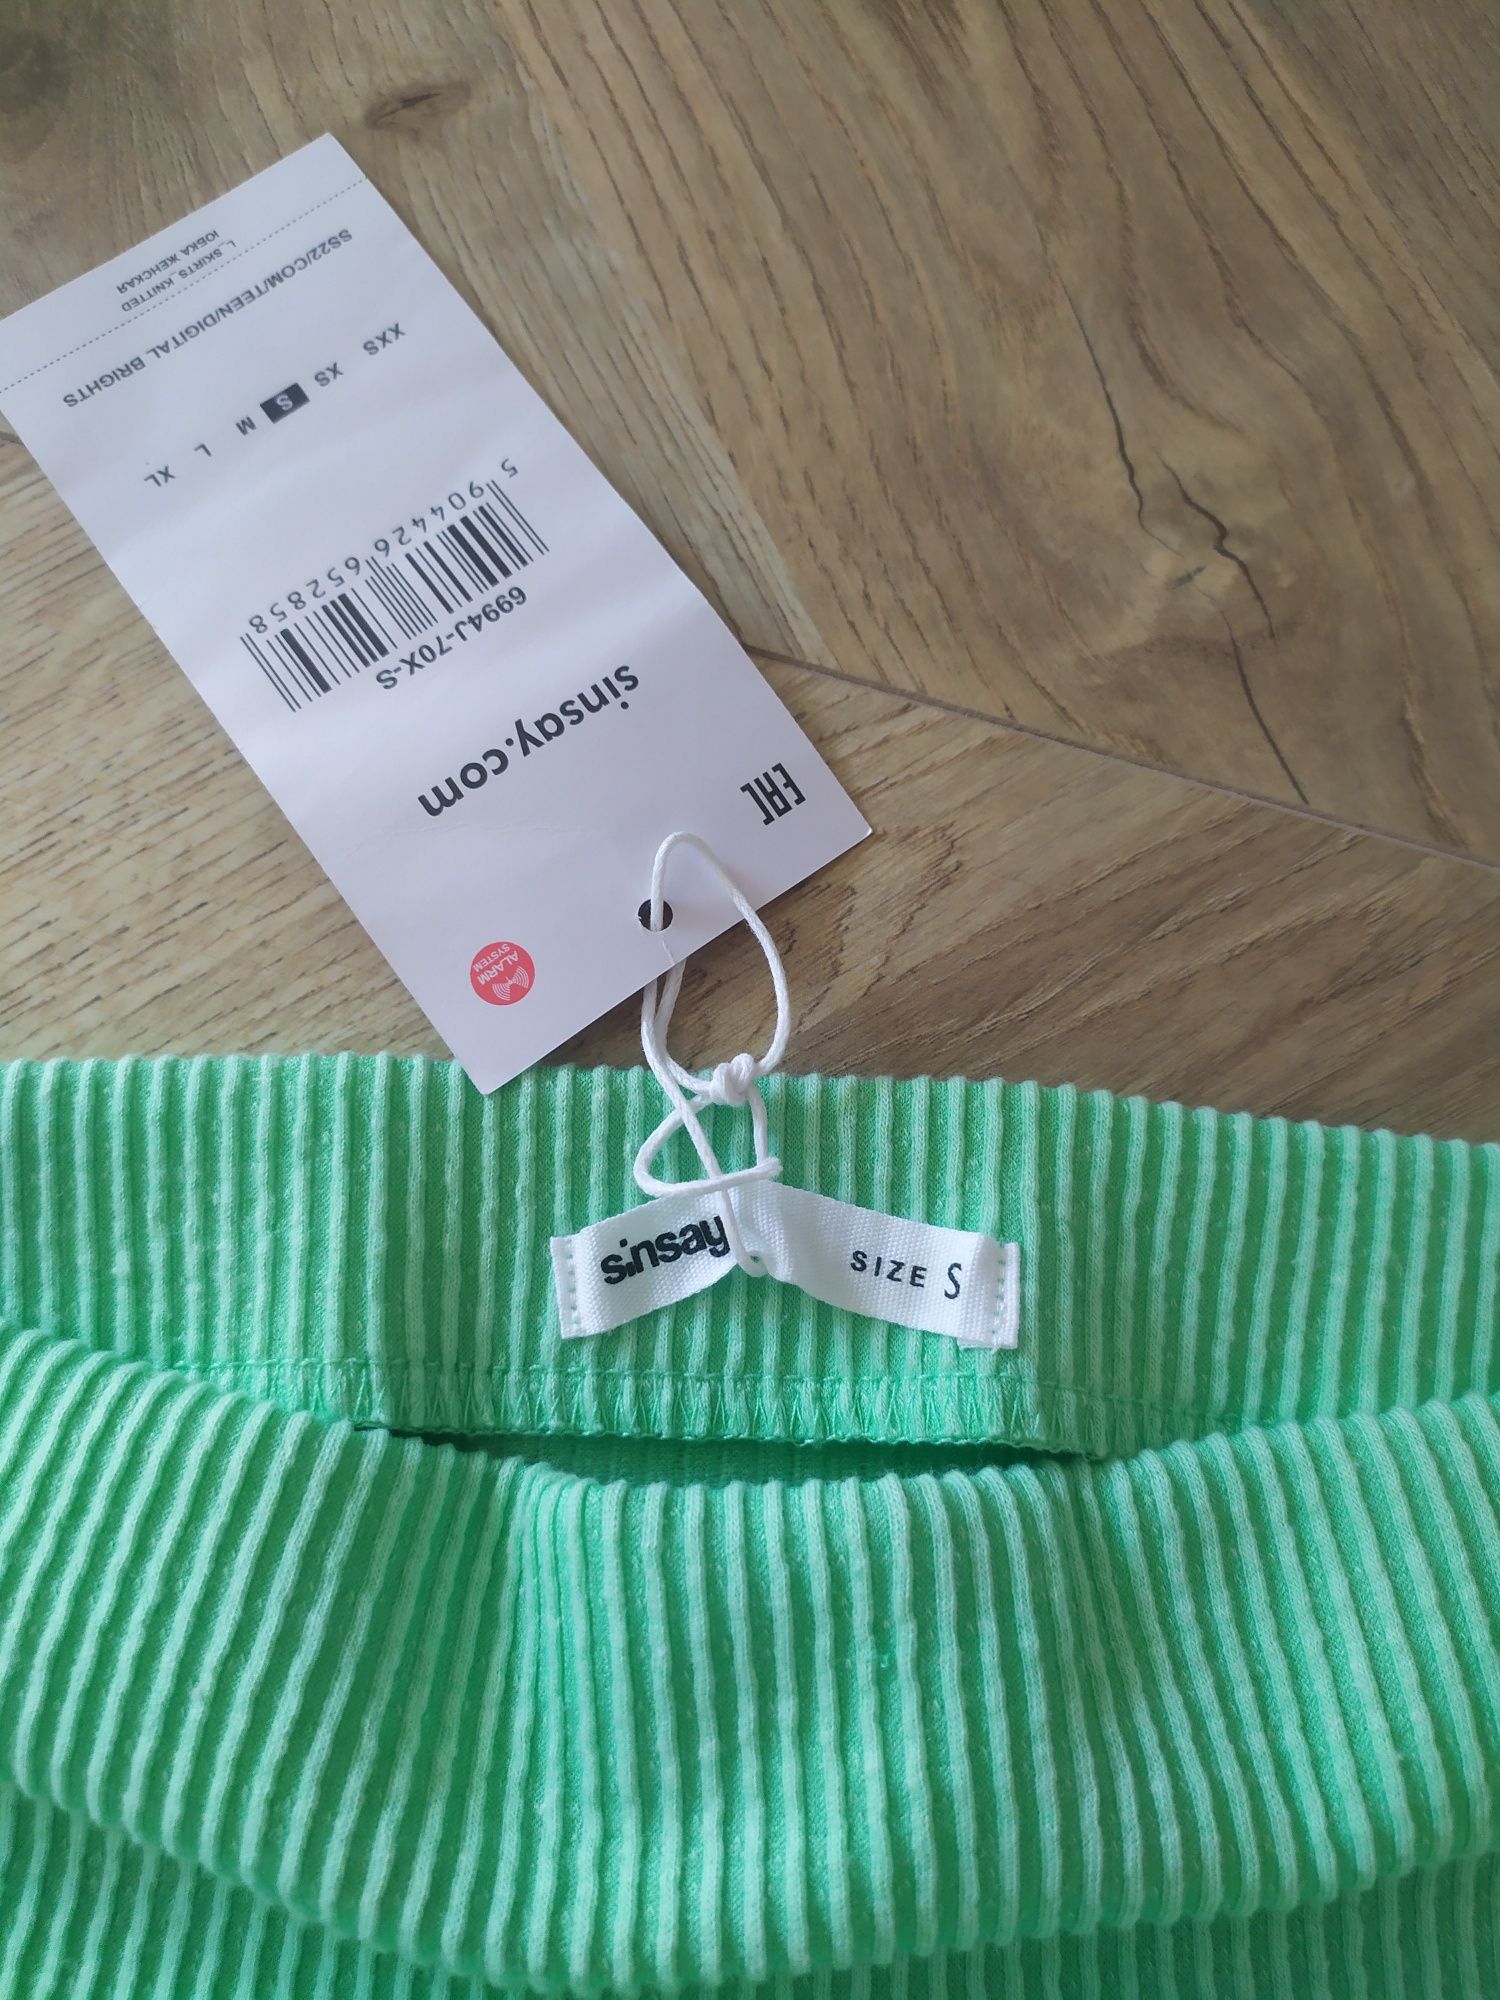 ALARM
SYSTEM
EAC
sinsay.com
6994J-70X-S
5 904426 652858
XXS XS S M L XL
SS22/COM/TEEN/DIGITAL BRIGHTS
L_SKIRTS_KNITTED
ЮБКА ЖЕНСКАЯ
sinsay
SIZE S